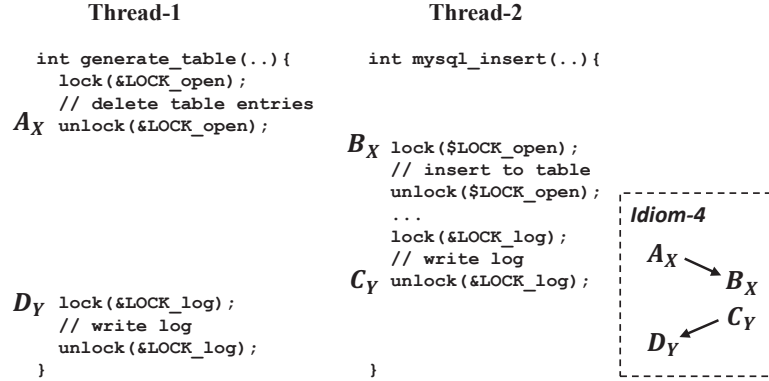 Thread-1
int generate_table(..){
lock(&LOCK_open);
// delete table entries
A_X unlock(&LOCK_open);
D_Y lock(&LOCK_log);
// write log
unlock(&LOCK_log);
}
Thread-2
int mysql_insert(..){
B_X lock($LOCK_open);
// insert to table
unlock($LOCK_open);
...
lock(&LOCK_log);
// write log
C_Y unlock(&LOCK_log);
}
Idiom-4
A_X
B_X
C_Y
D_Y